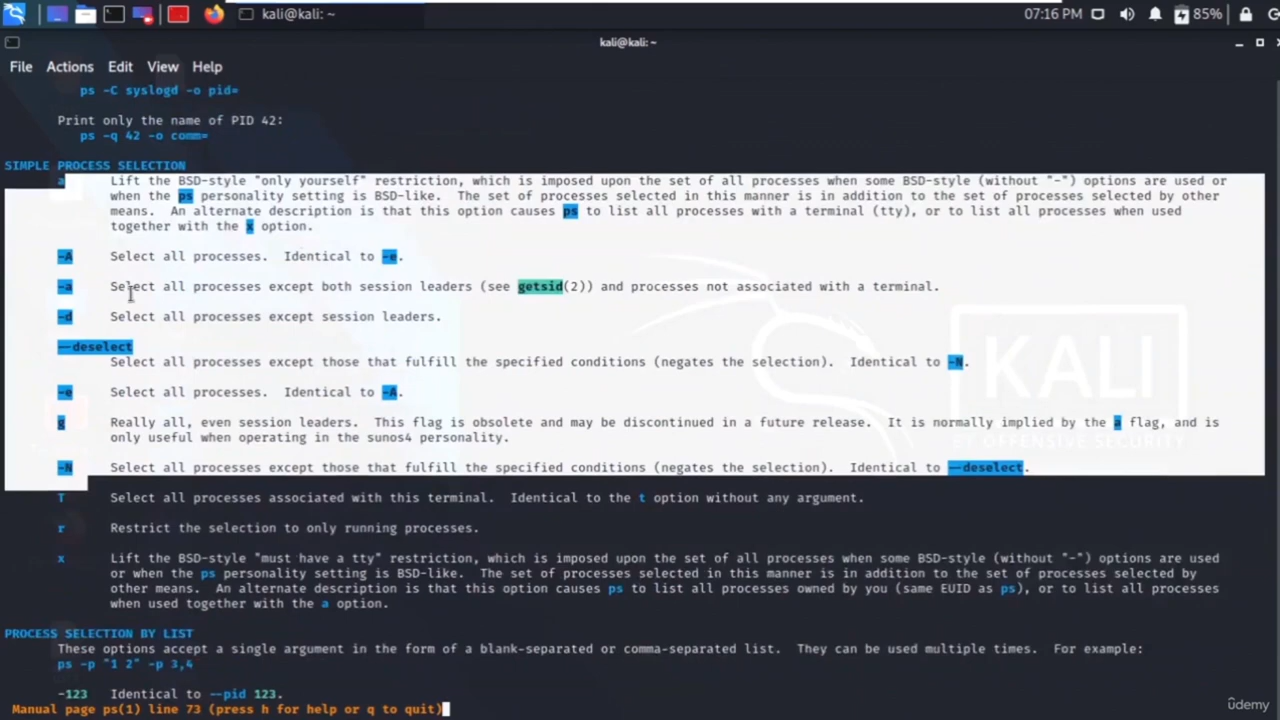 kali@kali: ~
07:16 PM
85%
kali@kali: ~
File Actions Edit View Help
ps -C syslogd -o pid=
Print only the name of PID 42:
ps -q 42 -o comm=
SIMPLE PROCESS SELECTION
a Lift the BSD-style "only yourself" restriction, which is imposed upon the set of all processes when some BSD-style (without "-") options are used or
when the ps personality setting is BSD-like. The set of processes selected in this manner is in addition to the set of processes selected by other
means. An alternate description is that this option causes ps to list all processes with a terminal (tty), or to list all processes when used
together with the x option.
-A Select all processes. Identical to -e.
-a Select all processes except both session leaders (see getsid(2)) and processes not associated with a terminal.
-d Select all processes except session leaders.
--deselect
Select all processes except those that fulfill the specified conditions (negates the selection). Identical to -N.
-e Select all processes. Identical to -A.
g Really all, even session leaders. This flag is obsolete and may be discontinued in a future release. It is normally implied by the a flag, and is
only useful when operating in the sunos4 personality.
-N Select all processes except those that fulfill the specified conditions (negates the selection). Identical to --deselect.
T Select all processes associated with this terminal. Identical to the t option without any argument.
r Restrict the selection to only running processes.
x Lift the BSD-style "must have a tty" restriction, which is imposed upon the set of all processes when some BSD-style (without "-") options are used
or when the ps personality setting is BSD-like. The set of processes selected in this manner is in addition to the set of processes selected by
other means. An alternate description is that this option causes ps to list all processes owned by you (same EUID as ps), or to list all processes
when used together with the a option.
PROCESS SELECTION BY LIST
These options accept a single argument in the form of a blank-separated or comma-separated list. They can be used multiple times. For example:
ps -p "1 2" -p 3,4
-123 Identical to --pid 123.
Manual page ps(1) line 73 (press h for help or q to quit)
KALI
BY OFFENSIVE SECURITY
ûdemy